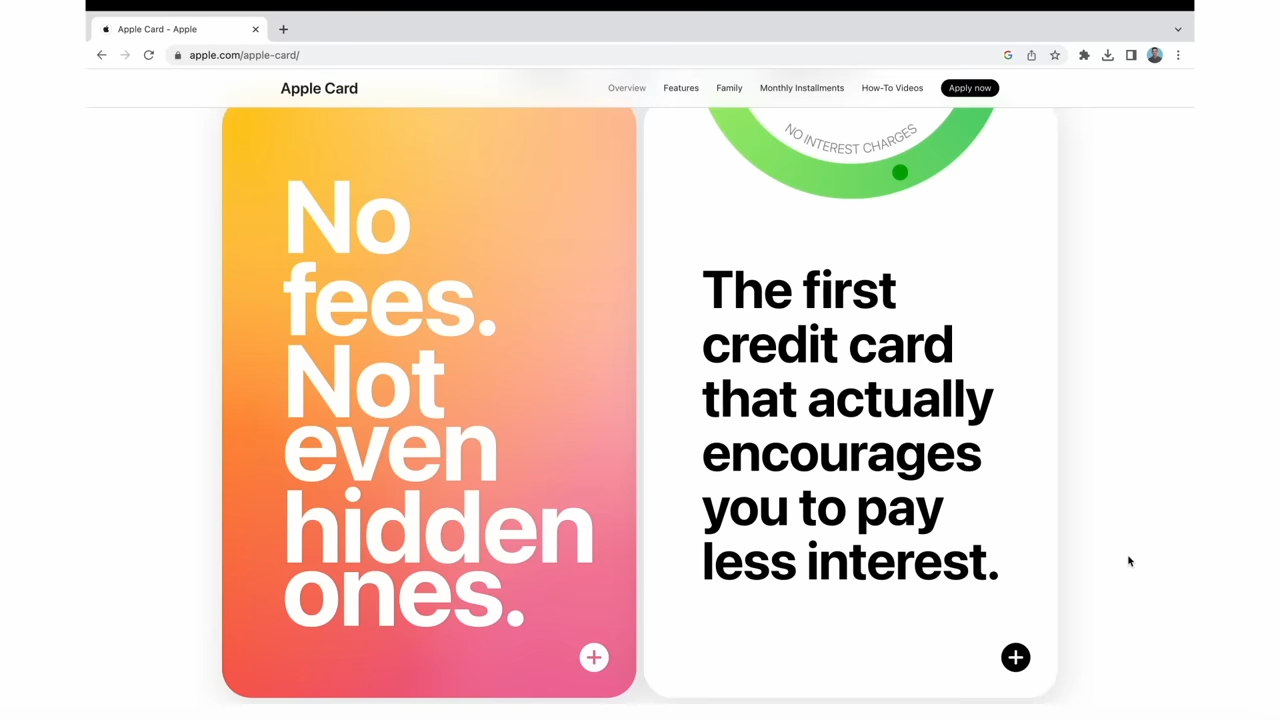 Apple Card - Apple
apple.com/apple-card/
Apple Card
Overview
Features
Family
Monthly Installments
How-To Videos
Apply now
No
fees.
Not
even
hidden
ones.
NO INTEREST CHARGES
The first
credit card
that actually
encourages
you to pay
less interest.